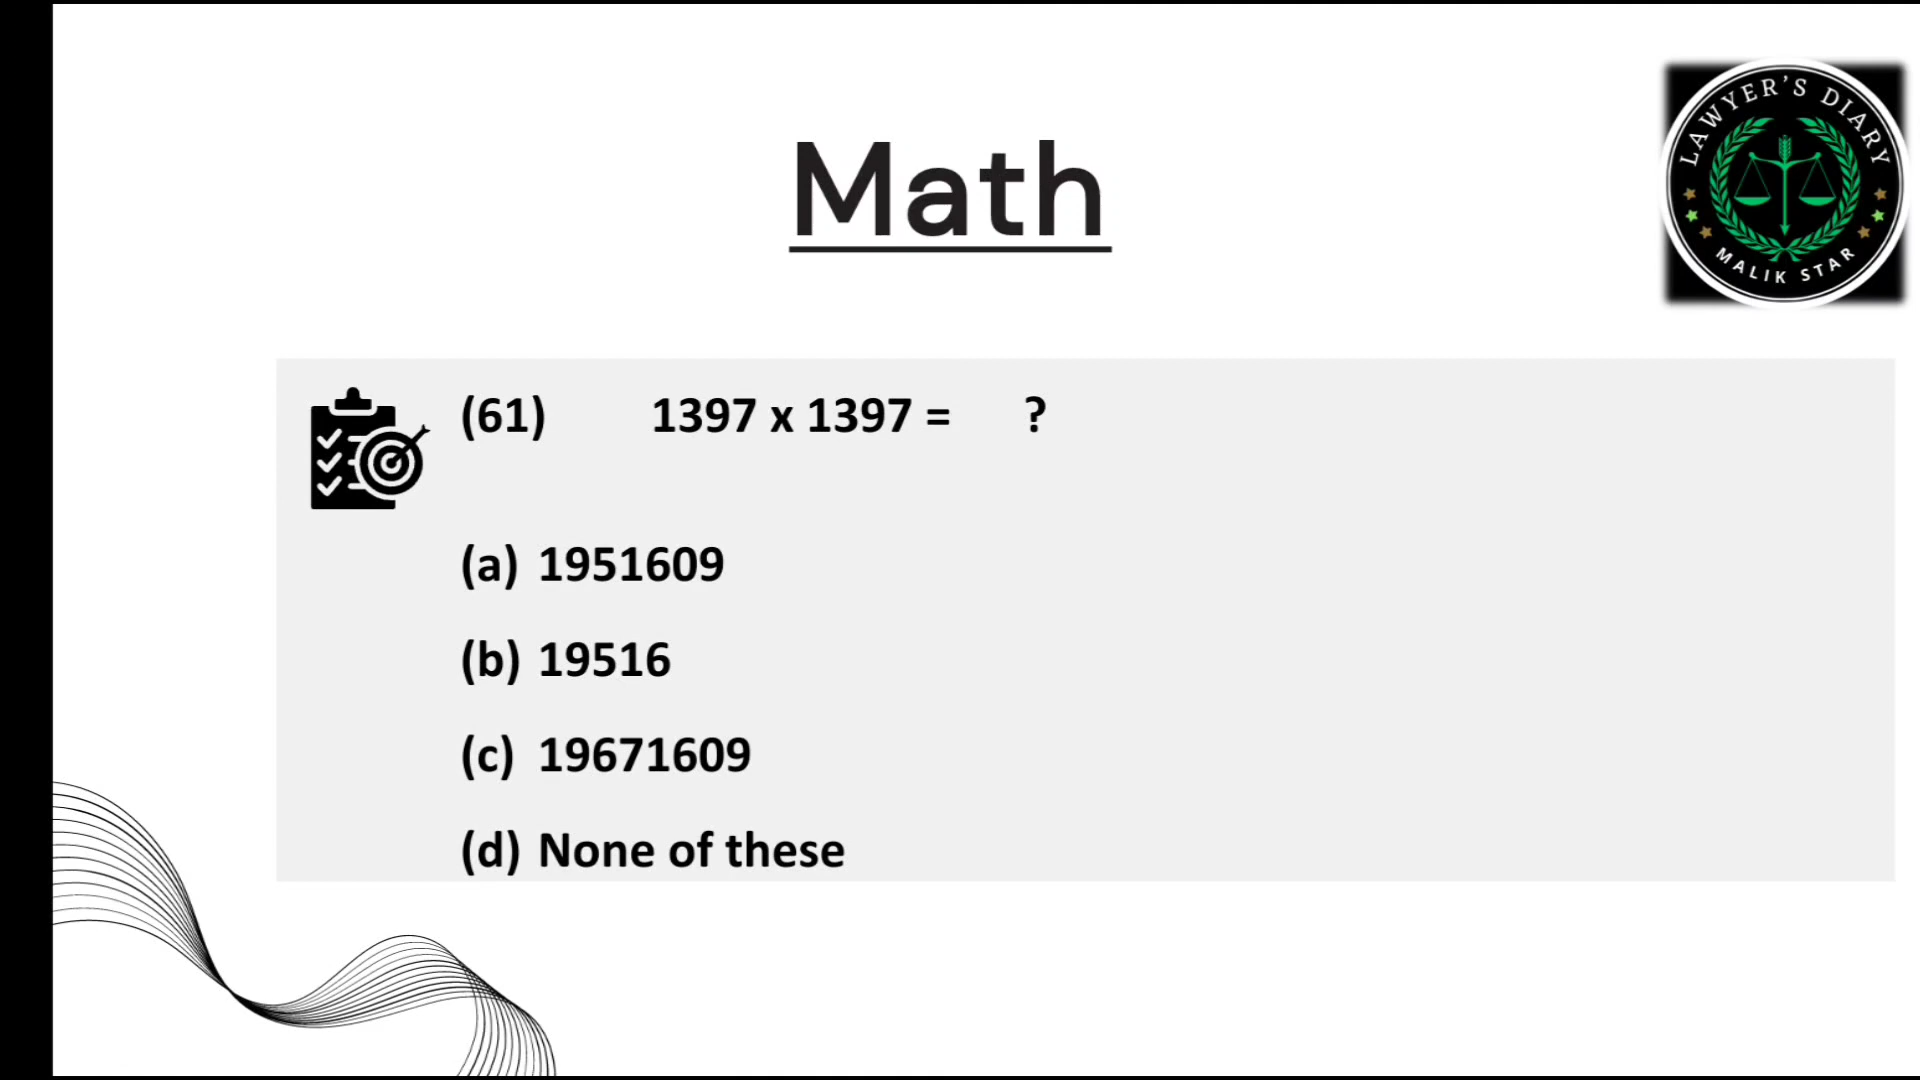 Math
LAWYER'S DIARY
MALIK STAR
(61) 1397 x 1397 = ?
(a) 1951609
(b) 19516
(c) 19671609
(d) None of these